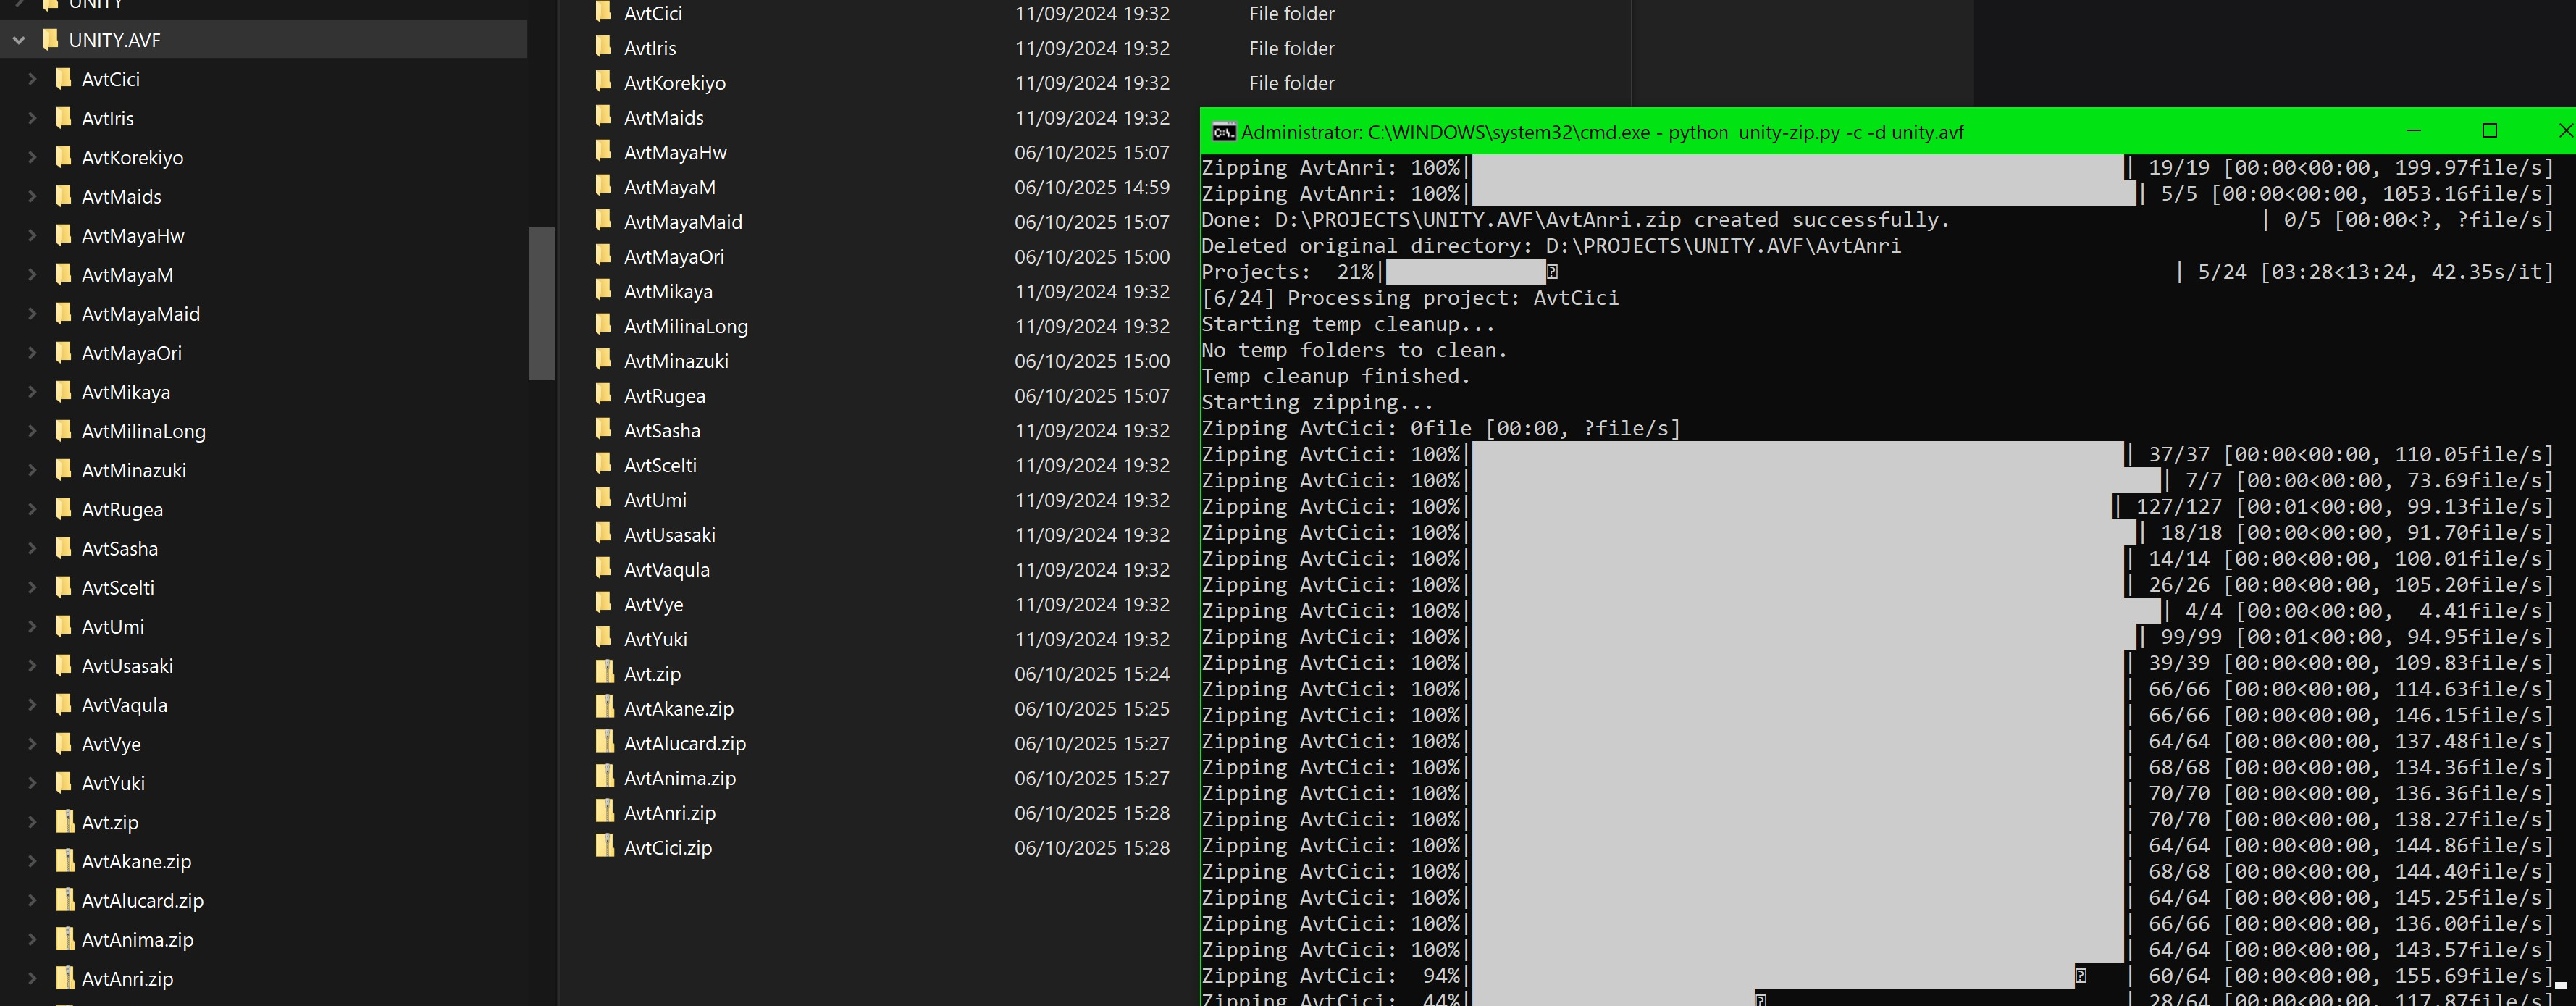 UNITY
UNITY.AVF
AvtCici
AvtIris
AvtKorekiyo
AvtMaids
AvtMayaHw
AvtMayaM
AvtMayaMaid
AvtMayaOri
AvtMikaya
AvtMilinaLong
AvtMinazuki
AvtRugea
AvtSasha
AvtScelti
AvtUmi
AvtUsasaki
AvtVaqula
AvtVye
AvtYuki
Avt.zip
AvtAkane.zip
AvtAlucard.zip
AvtAnima.zip
AvtAnri.zip
AvtCici 11/09/2024 19:32 File folder
AvtIris 11/09/2024 19:32 File folder
AvtKorekiyo 11/09/2024 19:32 File folder
AvtMaids 11/09/2024 19:32
AvtMayaHw 06/10/2025 15:07
AvtMayaM 06/10/2025 14:59
AvtMayaMaid 06/10/2025 15:07
AvtMayaOri 06/10/2025 15:00
AvtMikaya 11/09/2024 19:32
AvtMilinaLong 11/09/2024 19:32
AvtMinazuki 06/10/2025 15:00
AvtRugea 06/10/2025 15:07
AvtSasha 11/09/2024 19:32
AvtScelti 11/09/2024 19:32
AvtUmi 11/09/2024 19:32
AvtUsasaki 11/09/2024 19:32
AvtVaqula 11/09/2024 19:32
AvtVye 11/09/2024 19:32
AvtYuki 11/09/2024 19:32
Avt.zip 06/10/2025 15:24
AvtAkane.zip 06/10/2025 15:25
AvtAlucard.zip 06/10/2025 15:27
AvtAnima.zip 06/10/2025 15:27
AvtAnri.zip 06/10/2025 15:28
AvtCici.zip 06/10/2025 15:28
Administrator: C:\WINDOWS\system32\cmd.exe - python  unity-zip.py -c -d unity.avf
Zipping AvtAnri: 100%| | 19/19 [00:00<00:00, 199.97file/s]
Zipping AvtAnri: 100%| | 5/5 [00:00<00:00, 1053.16file/s]
Done: D:\PROJECTS\UNITY.AVF\AvtAnri.zip created successfully. | 0/5 [00:00<?, ?file/s]
Deleted original directory: D:\PROJECTS\UNITY.AVF\AvtAnri
Projects:  21%| | 5/24 [03:28<13:24, 42.35s/it]
[6/24] Processing project: AvtCici
Starting temp cleanup...
No temp folders to clean.
Temp cleanup finished.
Starting zipping...
Zipping AvtCici: 0file [00:00, ?file/s]
Zipping AvtCici: 100%| | 37/37 [00:00<00:00, 110.05file/s]
Zipping AvtCici: 100%| | 7/7 [00:00<00:00, 73.69file/s]
Zipping AvtCici: 100%| | 127/127 [00:01<00:00, 99.13file/s]
Zipping AvtCici: 100%| | 18/18 [00:00<00:00, 91.70file/s]
Zipping AvtCici: 100%| | 14/14 [00:00<00:00, 100.01file/s]
Zipping AvtCici: 100%| | 26/26 [00:00<00:00, 105.20file/s]
Zipping AvtCici: 100%| | 4/4 [00:00<00:00,  4.41file/s]
Zipping AvtCici: 100%| | 99/99 [00:01<00:00, 94.95file/s]
Zipping AvtCici: 100%| | 39/39 [00:00<00:00, 109.83file/s]
Zipping AvtCici: 100%| | 66/66 [00:00<00:00, 114.63file/s]
Zipping AvtCici: 100%| | 66/66 [00:00<00:00, 146.15file/s]
Zipping AvtCici: 100%| | 64/64 [00:00<00:00, 137.48file/s]
Zipping AvtCici: 100%| | 68/68 [00:00<00:00, 134.36file/s]
Zipping AvtCici: 100%| | 70/70 [00:00<00:00, 136.36file/s]
Zipping AvtCici: 100%| | 70/70 [00:00<00:00, 138.27file/s]
Zipping AvtCici: 100%| | 64/64 [00:00<00:00, 144.86file/s]
Zipping AvtCici: 100%| | 68/68 [00:00<00:00, 144.40file/s]
Zipping AvtCici: 100%| | 64/64 [00:00<00:00, 145.25file/s]
Zipping AvtCici: 100%| | 66/66 [00:00<00:00, 136.00file/s]
Zipping AvtCici: 100%| | 64/64 [00:00<00:00, 143.57file/s]
Zipping AvtCici:  94%| | 60/64 [00:00<00:00, 155.69file/s]
Zipping AvtCici:  44%| | 28/64 [00:00<00:00, 117.87file/s]